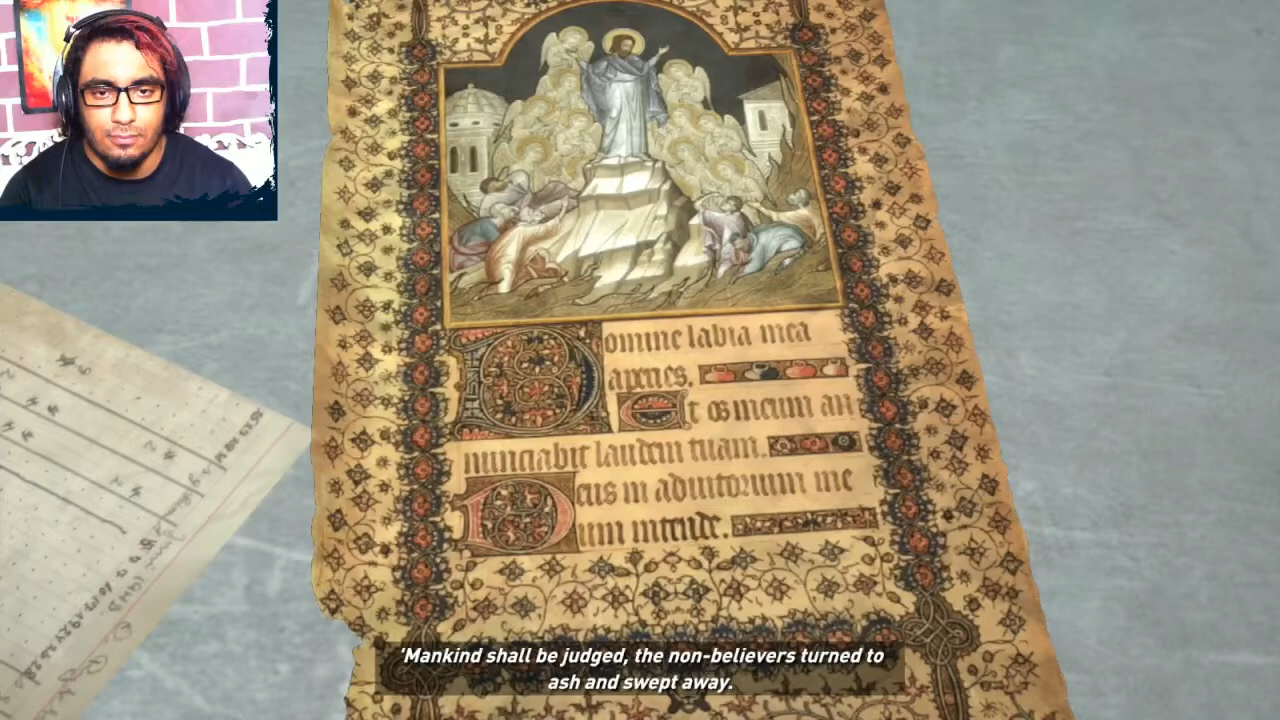 Domine labia mea
aperies.
Et os meum an
nunciabit laudem tuam.
Deus in adiutorium me
um intende.
'Mankind shall be judged, the non-believers turned to
ash and swept away.